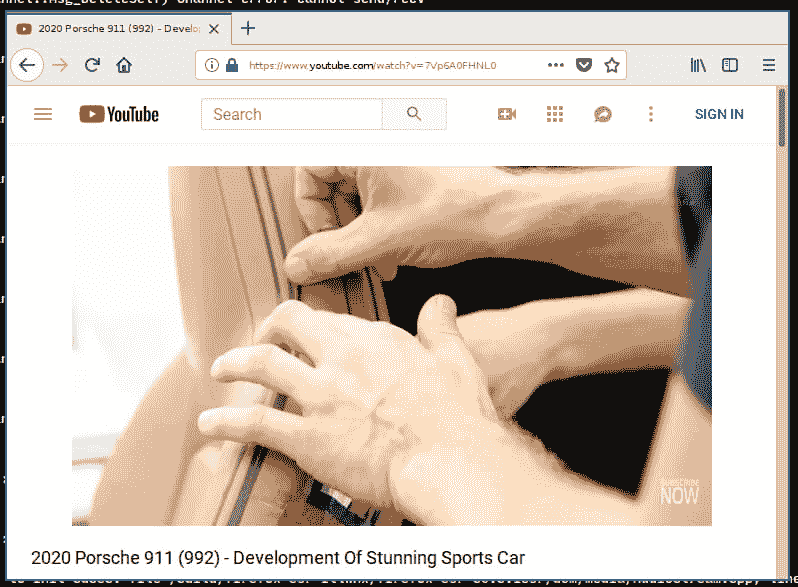 2020 Porsche 911 (992) - Develo
https://www.youtube.com/watch?v=7Vp6A0FHNL0
YouTube
Search
SIGN IN
SUBSCRIBE
NOW
2020 Porsche 911 (992) - Development Of Stunning Sports Car